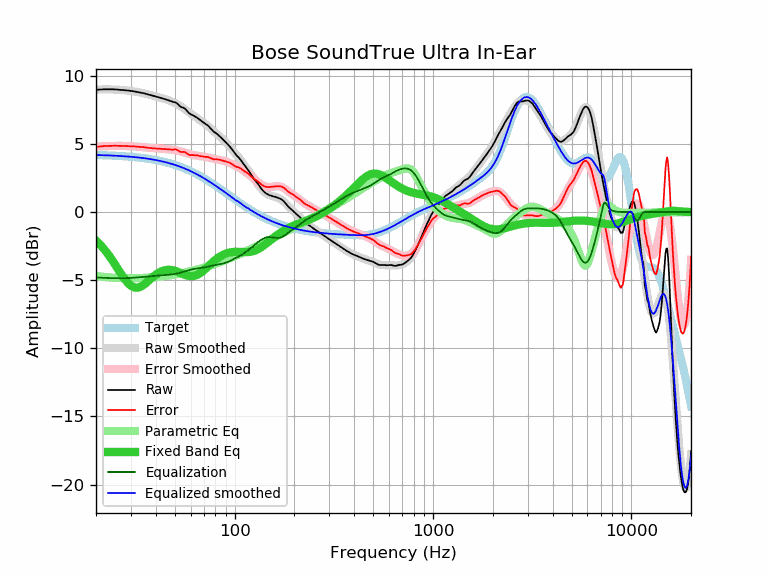 Bose SoundTrue Ultra In-Ear
10
5
0
−5
−10
−15
−20
Amplitude (dBr)
Target
Raw Smoothed
Error Smoothed
Raw
Error
Parametric Eq
Fixed Band Eq
Equalization
Equalized smoothed
100 1000 10000
Frequency (Hz)